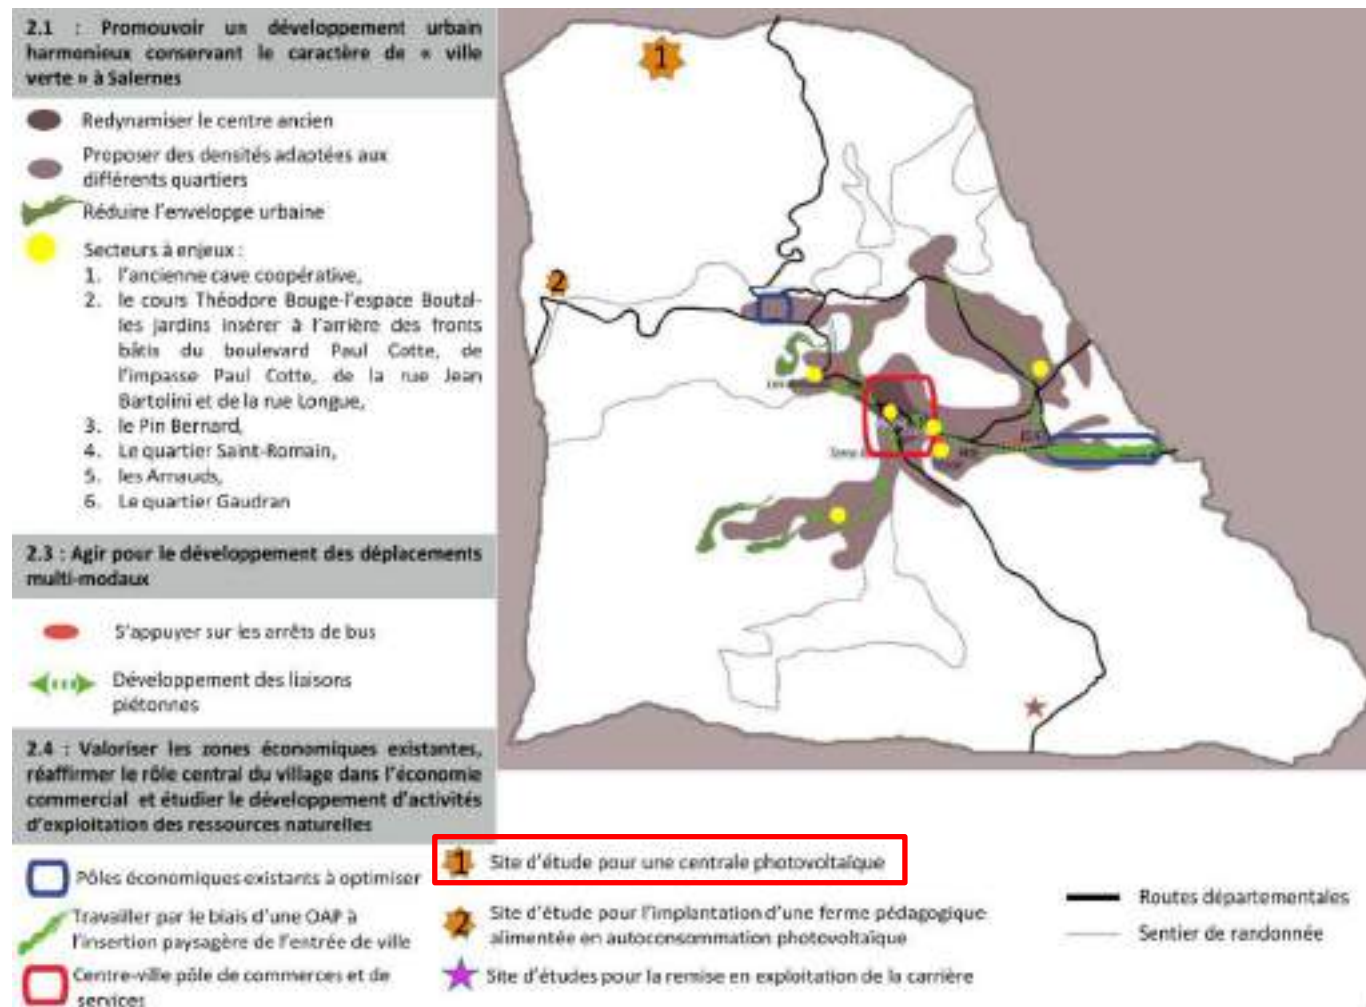 2.1 : Promouvoir un développement urbain
harmonieux conservant le caractère de « ville
verte » à Salernes
Redynamiser le centre ancien
Proposer des densités adaptées aux
différents quartiers
Réduire l'enveloppe urbaine
Secteurs à enjeux :
1. l'ancienne cave coopérative,
2. le cours Théodore Bouge-l'espace Boutal-
les jardins insérer à l'arrière des fronts
bâtis du boulevard Paul Cotte, de
l'impasse Paul Cotte, de la rue Jean
Bartolini et de la rue Longue,
3. le Pin Bernard,
4. Le quartier Saint-Romain,
5. les Arnauds,
6. Le quartier Gaudran
2.3 : Agir pour le développement des déplacements
multi-modaux
S'appuyer sur les arrêts de bus
Développement des liaisons
piétonnes
2.4 : Valoriser les zones économiques existantes,
réaffirmer le rôle central du village dans l'économie
commercial et étudier le développement d'activités
d'exploitation des ressources naturelles
Pôles économiques existants à optimiser
Travailler par le biais d'une OAP à
l'insertion paysagère de l'entrée de ville
Centre-ville pôle de commerces et de
services
1
2
1 Site d'étude pour une centrale photovoltaïque
2 Site d'étude pour l'implantation d'une ferme pédagogique
alimentée en autoconsommation photovoltaïque
Site d'études pour la remise en exploitation de la carrière
Routes départementales
Sentier de randonnée